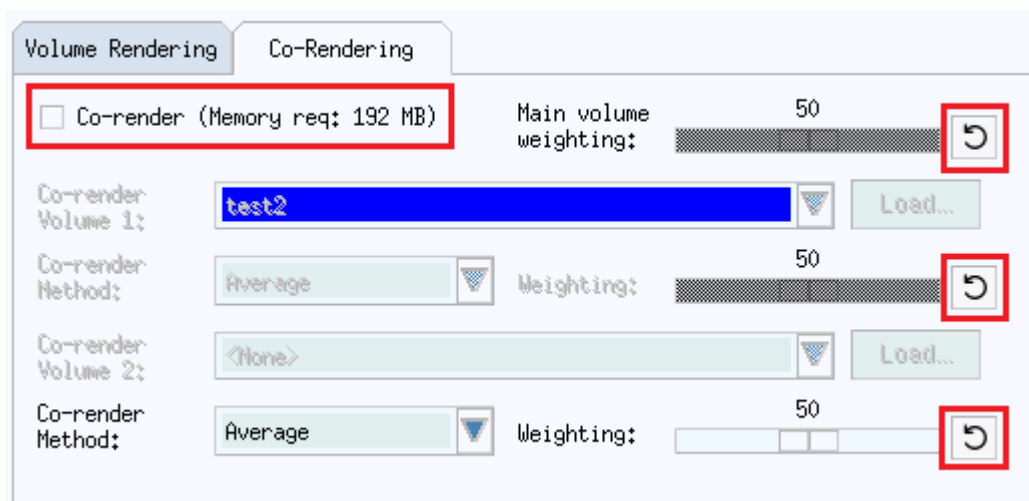 Volume Rendering
Co-Rendering
Co-render (Memory req: 192 MB)
Main volume
weighting:
50
Co-render
Volume 1:
test2
Load...
Co-render
Method:
Average
Weighting:
50
Co-render
Volume 2:
<None>
Load...
Co-render
Method:
Average
Weighting:
50